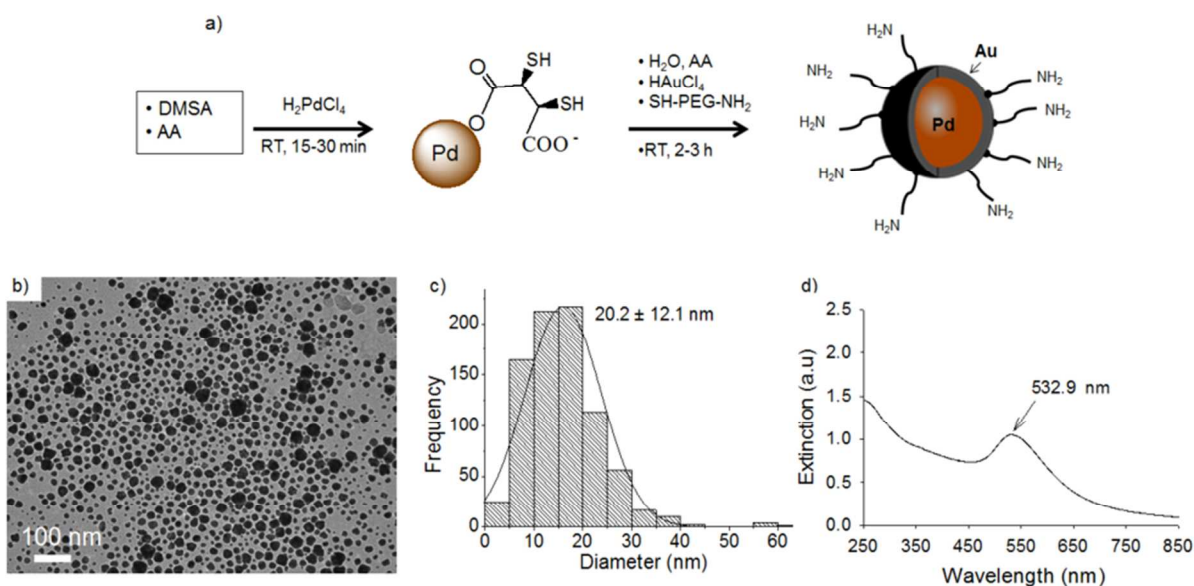 a)
• DMSA
• AA
H₂PdCl₄
RT, 15-30 min
O
O
SH
SH
COO⁻
Pd
• H₂O, AA
• HAuCl₄
• SH-PEG-NH₂
•RT, 2-3 h
H₂N
NH₂
H₂N
H₂N
H₂N
Au
Pd
NH₂
NH₂
NH₂
NH₂
b)
100 nm
c)
20.2 ± 12.1 nm
Frequency
200
150
100
50
0
0 10 20 30 40 50 60
Diameter (nm)
d)
532.9 nm
Extinction (a.u)
2.5
2.0
1.5
1.0
0.5
0.0
250 350 450 550 650 750 850
Wavelength (nm)